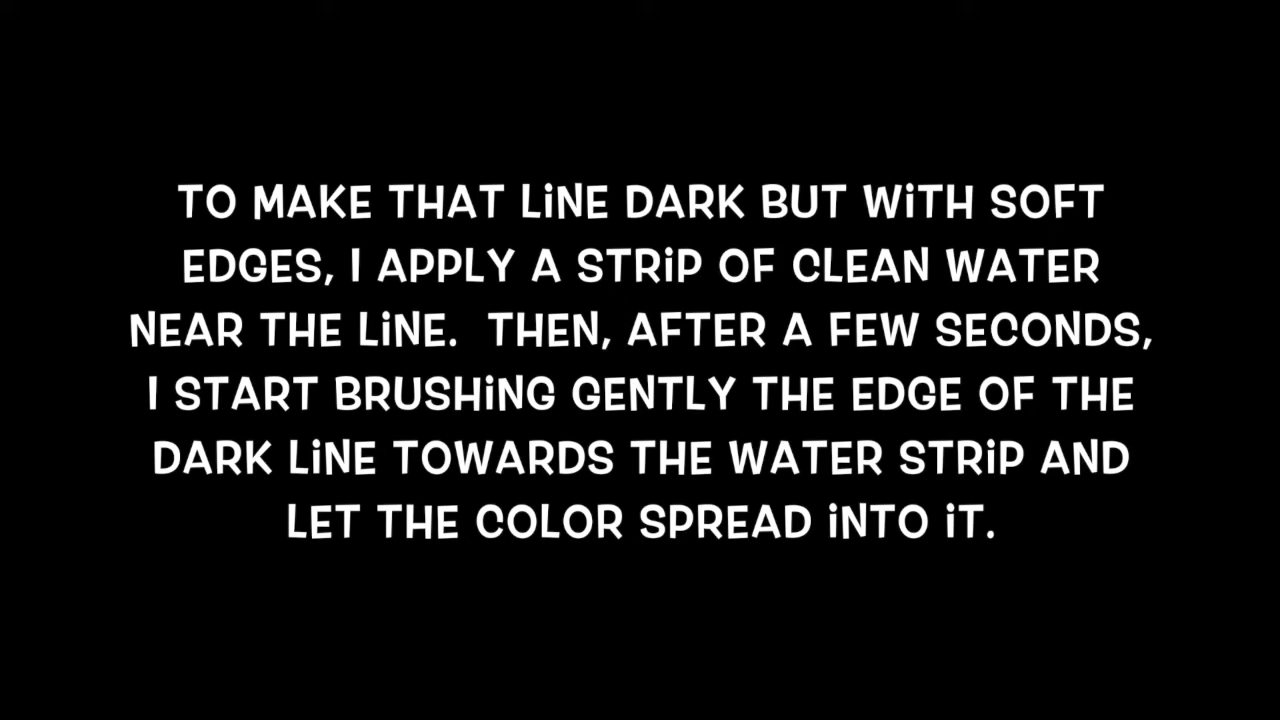 TO MAKE THAT LiNE DARK BUT WiTH SOFT
EDGES, I APPLY A STRiP OF CLEAN WATER
NEAR THE LiNE.  THEN, AFTER A FEW SECONDS,
I START BRUSHiNG GENTLY THE EDGE OF THE
DARK LiNE TOWARDS THE WATER STRiP AND
LET THE COLOR SPREAD iNTO iT.